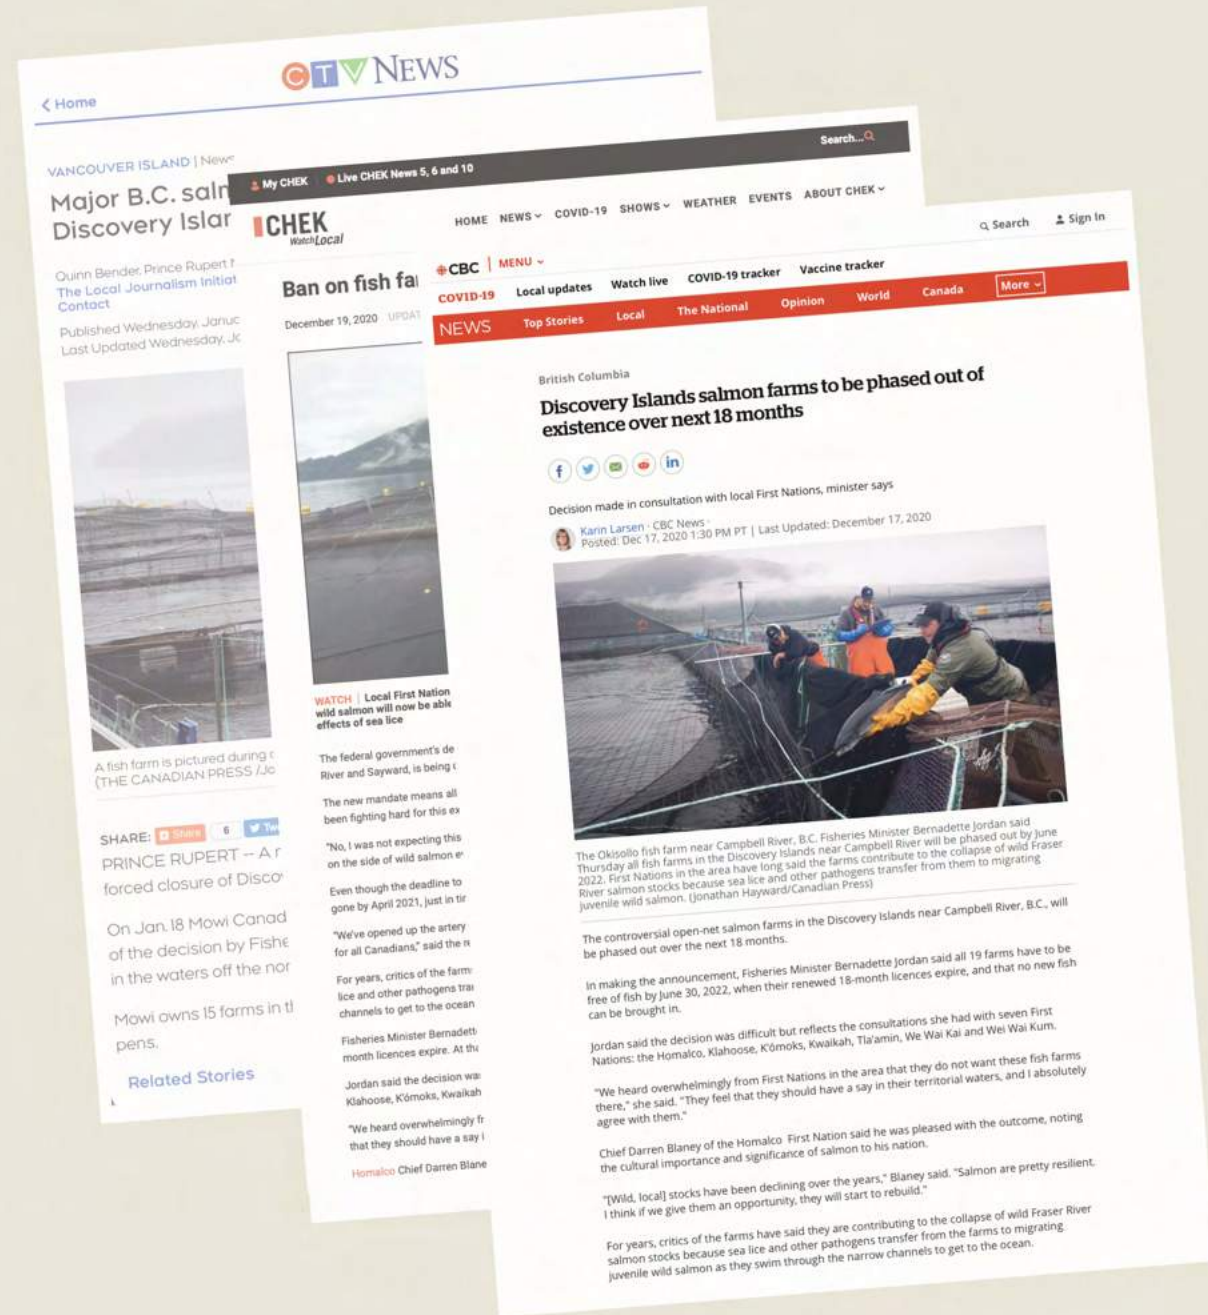 CTV NEWS
< Home
VANCOUVER ISLAND | News
Major B.C. saln
Discovery Islar
Quinn Bender, Prince Rupert
The Local Journalism Initiat
Contact
Published Wednesday, Januc
Last Updated Wednesday, Jc
A fish farm is pictured during
(THE CANADIAN PRESS /Jo
SHARE: Share 6 Tw
PRINCE RUPERT -- A r
forced closure of Disco
On Jan. 18 Mowi Canad
of the decision by Fishe
in the waters off the nor
Mowi owns 15 farms in tl
pens.
Related Stories
My CHEK Live CHEK News 5, 6 and 10 Search...
CHEK
Watch Local
HOME NEWS COVID-19 SHOWS WEATHER EVENTS ABOUT CHEK
Ban on fish fa
December 19, 2020 UPDAT
WATCH | Local First Nation
wild salmon will now be able
effects of sea lice
The federal government's de
River and Sayward, is being
The new mandate means all
been fighting hard for this ex
"No, I was not expecting this
on the side of wild salmon e
Even though the deadline to
gone by April 2021, just in tir
"We've opened up the artery
for all Canadians," said the
For years, critics of the farm
lice and other pathogens trai
channels to get to the ocean
Fisheries Minister Bernadett
month licences expire. At the
Jordan said the decision wa
Klahoose, K'ómoks, Kwaikah
"We heard overwhelmingly fr
that they should have a say i
Homalco Chief Darren Blane
CBC | MENU
Search Sign In
COVID-19 Local updates Watch live COVID-19 tracker Vaccine tracker
NEWS Top Stories Local The National Opinion World Canada More
British Columbia
Discovery Islands salmon farms to be phased out of
existence over next 18 months
Decision made in consultation with local First Nations, minister says
Karin Larsen · CBC News ·
Posted: Dec 17, 2020 1:30 PM PT | Last Updated: December 17, 2020
The Okisollo fish farm near Campbell River, B.C. Fisheries Minister Bernadette Jordan said
Thursday all fish farms in the Discovery Islands near Campbell River will be phased out by June
2022. First Nations in the area have long said the farms contribute to the collapse of wild Fraser
River salmon stocks because sea lice and other pathogens transfer from them to migrating
juvenile wild salmon. (Jonathan Hayward/Canadian Press)
The controversial open-net salmon farms in the Discovery Islands near Campbell River, B.C., will
be phased out over the next 18 months.
In making the announcement, Fisheries Minister Bernadette Jordan said all 19 farms have to be
free of fish by June 30, 2022, when their renewed 18-month licences expire, and that no new fish
can be brought in.
Jordan said the decision was difficult but reflects the consultations she had with seven First
Nations: the Homalco, Klahoose, K'ómoks, Kwaikah, Tla'amin, We Wai Kai and Wei Wai Kum.
"We heard overwhelmingly from First Nations in the area that they do not want these fish farms
there," she said. "They feel that they should have a say in their territorial waters, and I absolutely
agree with them."
Chief Darren Blaney of the Homalco First Nation said he was pleased with the outcome, noting
the cultural importance and significance of salmon to his nation.
"[Wild, local] stocks have been declining over the years," Blaney said. "Salmon are pretty resilient.
I think if we give them an opportunity, they will start to rebuild."
For years, critics of the farms have said they are contributing to the collapse of wild Fraser River
salmon stocks because sea lice and other pathogens transfer from the farms to migrating
juvenile wild salmon as they swim through the narrow channels to get to the ocean.